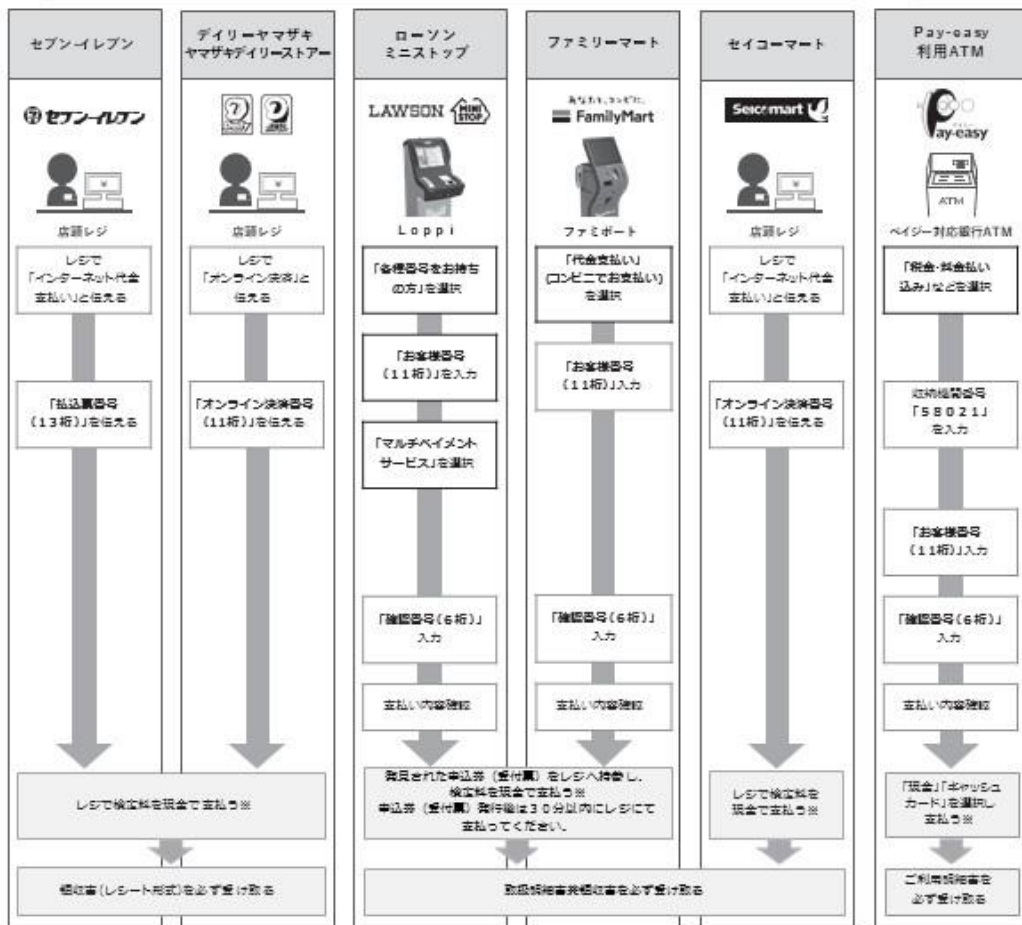 セブン-イレブン
デイリーヤマザキ
ヤマザキデイリーストアー
ローソン
ミニストップ
ファミリーマート
セイコーマート
Pay-easy
利用ATM
セブン-イレブン
LAWSON
MINI
STOP
あなたと、コンビに、
FamilyMart
Seicomart
Pay-easy
ATM
店頭レジ
店頭レジ
Loppi
ファミポート
店頭レジ
ペイジー対応銀行ATM
レジで
「インターネット代金
支払い」と伝える
「払込票番号
(13桁)」を伝える
レジで
「オンライン決済」と
伝える
「オンライン決済番号
(11桁)」を伝える
「各種番号をお持ち
の方」を選択
「お客様番号
(11桁)」を入力
「マルチペイメント
サービス」を選択
「確認番号(6桁)」
入力
支払い内容確認
「代金支払い」
(コンビニでお支払い)
を選択
「お客様番号
(11桁)」入力
「確認番号(6桁)」
入力
支払い内容確認
レジで
「インターネット代金
支払い」と伝える
「オンライン決済番号
(11桁)」を伝える
「税金・料金払い
込み」などを選択
収納機関番号
「58021」
を入力
「お客様番号
(11桁)」入力
「確認番号(6桁)」
入力
支払い内容確認
レジで検定料を現金で支払う※
発見された申込券(受付票)をレジへ持参し、
検定料を現金で支払う※
申込券(受付票)発行後は30分以内にレジにて
支払ってください。
レジで検定料を
現金で支払う※
「現金」「キャッシュ
カード」を選択し
支払う※
領収書(レシート形式)を必ず受け取る
取扱明細書発領収書を必ず受け取る
ご利用明細書を
必ず受け取る